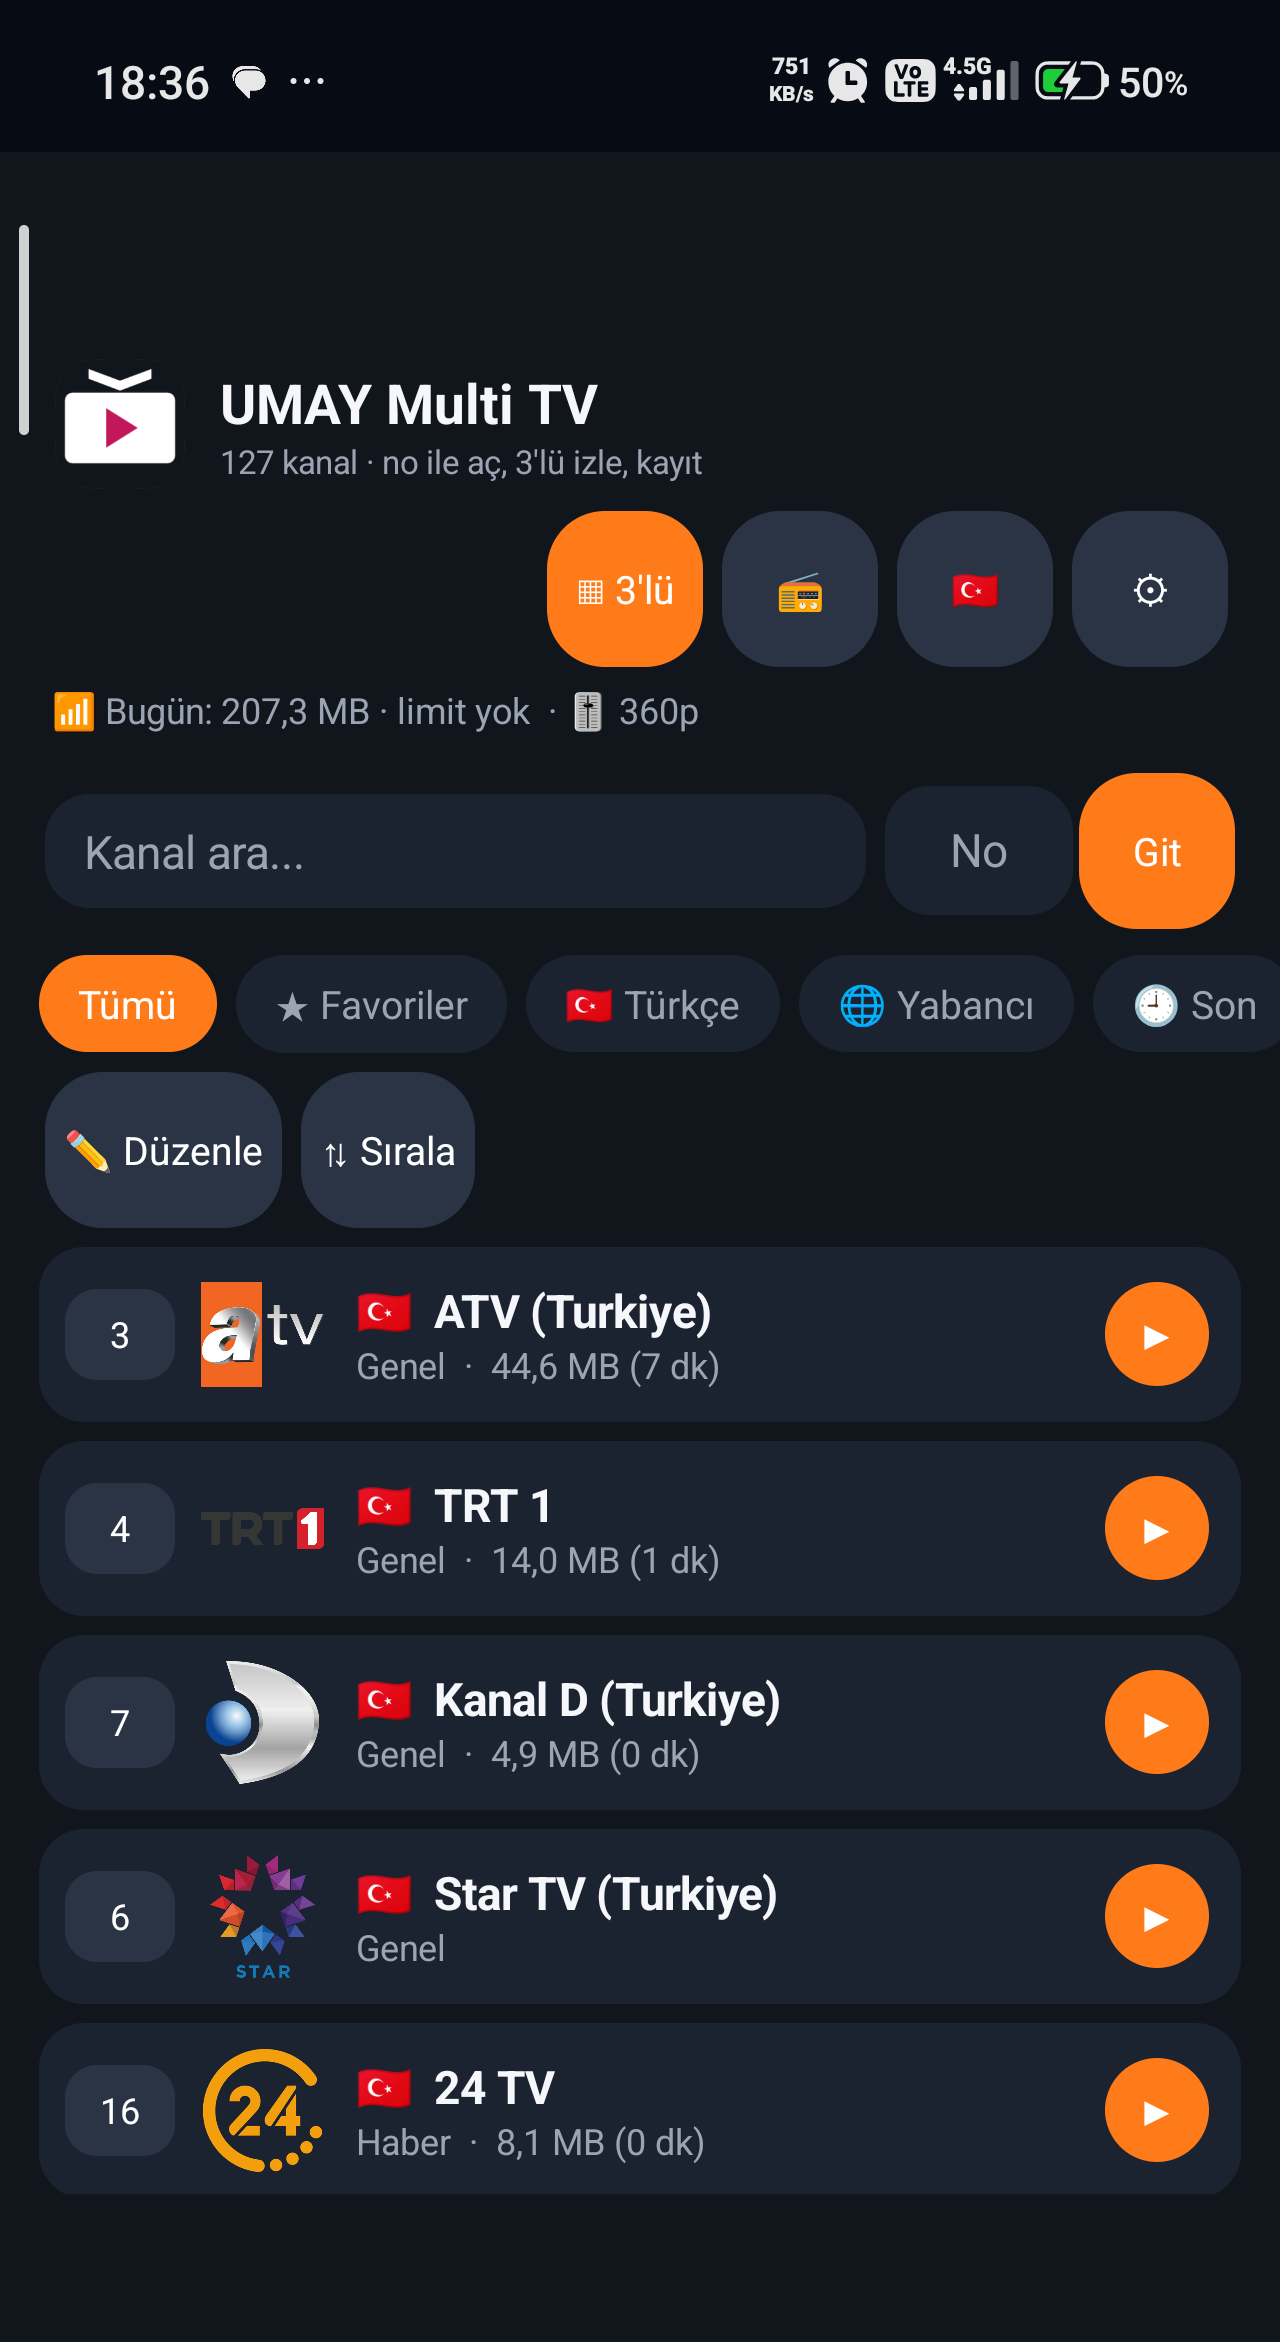 18:36 ... 751 KB/s Vo LTE 4.5G 50%
UMAY Multi TV
127 kanal · no ile aç, 3'lü izle, kayıt
3'lü
Bugün: 207,3 MB · limit yok · 360p
Kanal ara... No Git
Tümü ★ Favoriler Türkçe Yabancı Son
Düzenle ↑↓ Sırala
3 atv ATV (Turkiye)
Genel · 44,6 MB (7 dk)
4 TRT 1 TRT 1
Genel · 14,0 MB (1 dk)
7 Kanal D (Turkiye)
Genel · 4,9 MB (0 dk)
6 STAR Star TV (Turkiye)
Genel
16 24 24 TV
Haber · 8,1 MB (0 dk)